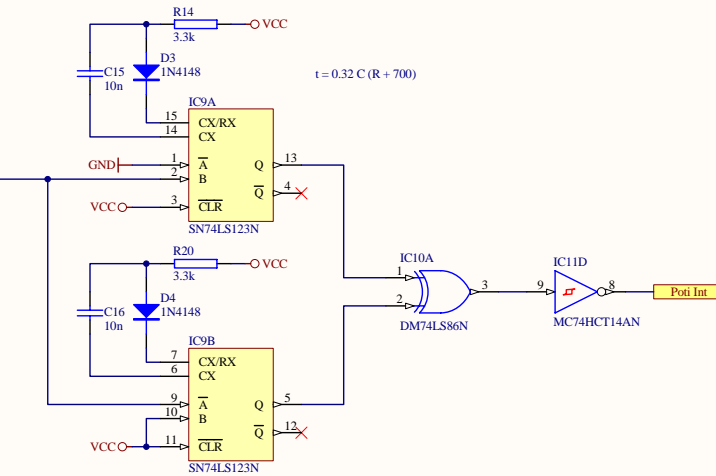 R14
VCC
3.3k
D3
1N4148
C15
10n
t = 0.32 C (R + 700)
IC9A
15
CX/RX
14
CX
GND
1
A
Q
13
2
B
Q
4
VCC
3
CLR
SN74LS123N
R20
VCC
3.3k
D4
1N4148
C16
10n
IC10A
1
2
3
DM74LS86N
IC11D
9
8
MC74HCT14AN
Poti Int
IC9B
7
CX/RX
6
CX
9
A
Q
5
10
B
Q
12
VCC
11
CLR
SN74LS123N